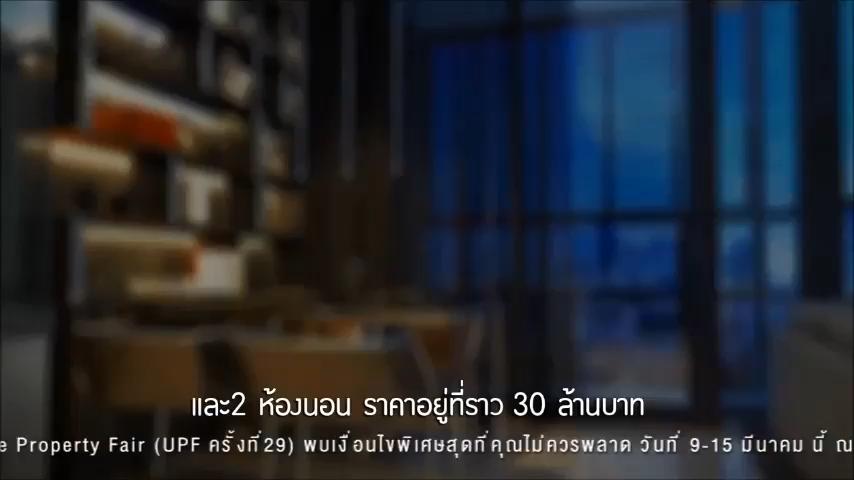 และ2 ห้องนอน ราคาอยู่ที่ราว 30 ล้านบาท
e Property Fair (UPF ครั้งที่29) พบเงื่อนไขพิเศษสุดที่คุณไม่ควรพลาด วันที่ 9-15 มีนาคม นี้ ณ